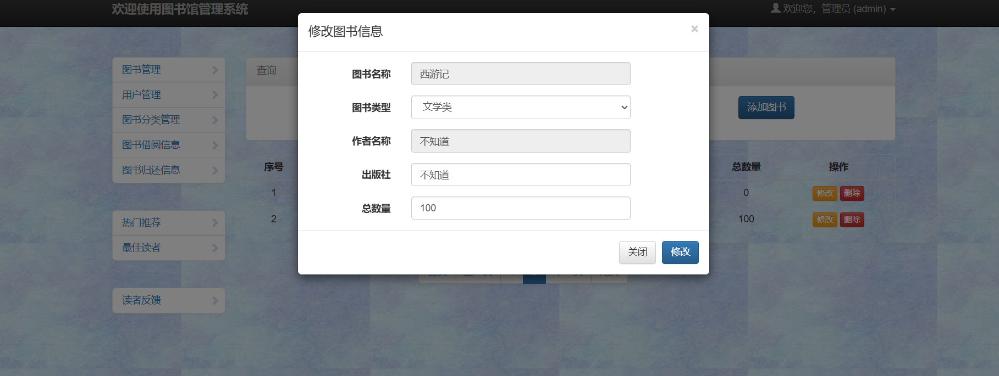 欢迎使用图书馆管理系统
欢迎您，管理员 (admin)
修改图书信息
×
图书名称 西游记
图书类型 文学类
作者名称 不知道
出版社 不知道
总数量 100
关闭 修改
图书管理
用户管理
图书分类管理
图书借阅信息
图书归还信息
热门推荐
最佳读者
读者反馈
查询
添加图书
序号 总数量 操作
1 0 修改 删除
2 100 修改 删除